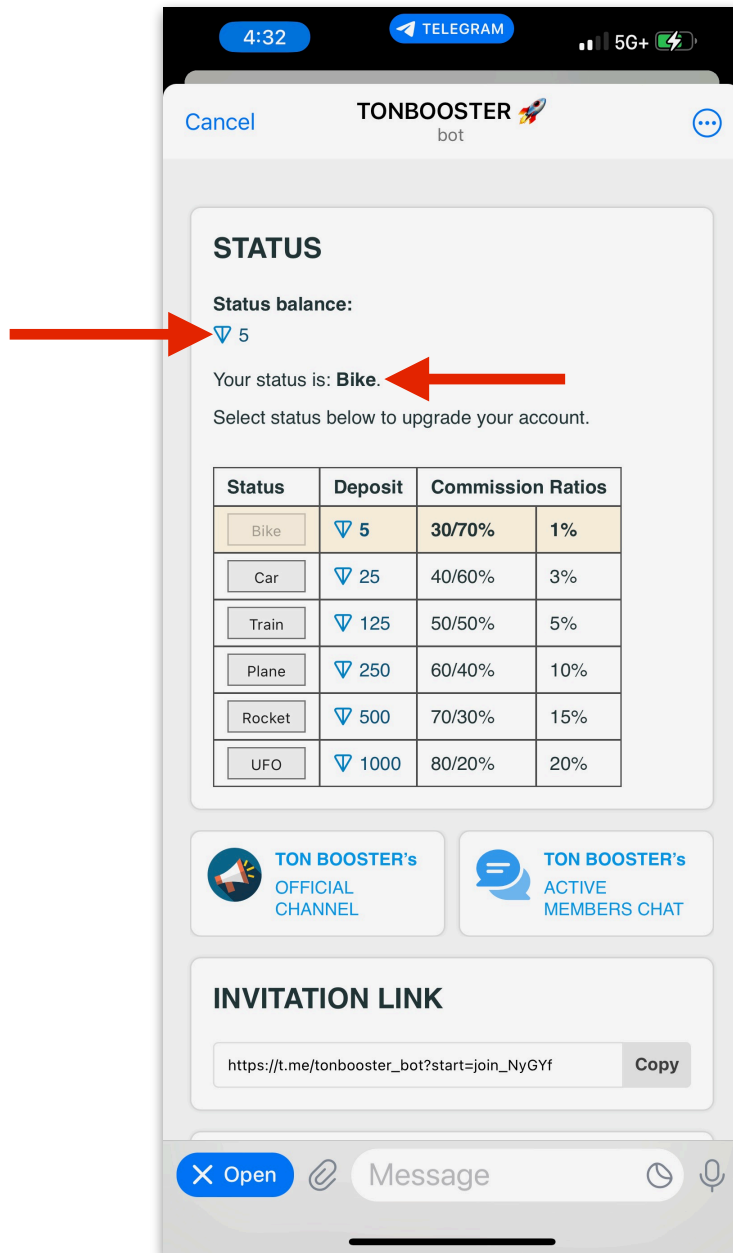 4:32
TELEGRAM
5G+
Cancel
TONBOOSTER 🚀
bot
STATUS
Status balance:
5
Your status is: Bike.
Select status below to upgrade your account.
Status Deposit Commission Ratios
Bike 5 30/70% 1%
Car 25 40/60% 3%
Train 125 50/50% 5%
Plane 250 60/40% 10%
Rocket 500 70/30% 15%
UFO 1000 80/20% 20%
TON BOOSTER's
OFFICIAL
CHANNEL
TON BOOSTER's
ACTIVE
MEMBERS CHAT
INVITATION LINK
https://t.me/tonbooster_bot?start=join_NyGYf Copy
Open
Message